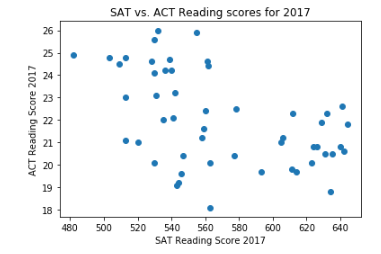 SAT vs. ACT Reading scores for 2017
26
25
24
23
22
21
20
19
18
ACT Reading Score 2017
480 500 520 540 560 580 600 620 640
SAT Reading Score 2017